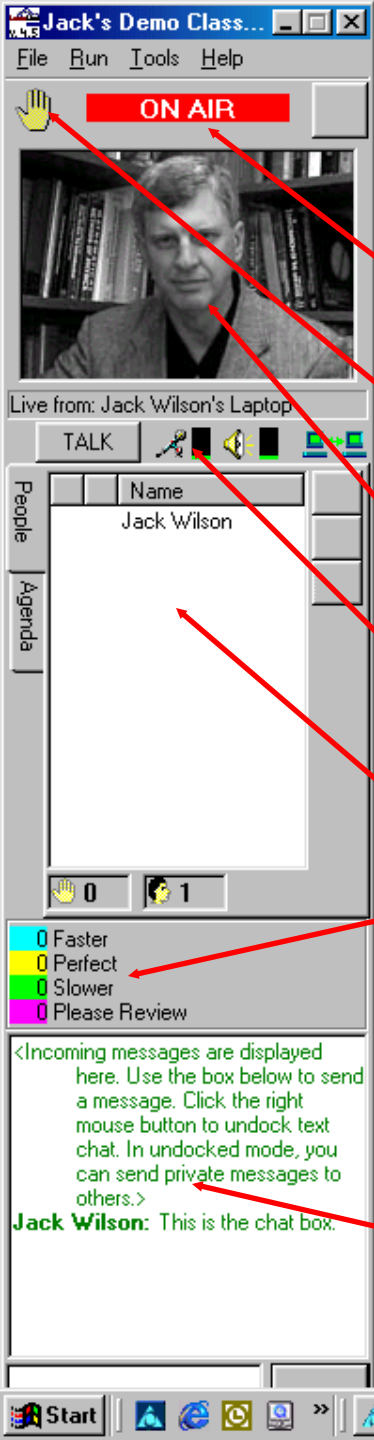 Jack's Demo Class...
v.4.5
File Run Tools Help
ON AIR
Live from: Jack Wilson's Laptop
TALK
People
Agenda
Name
Jack Wilson
0 1
0 Faster
0 Perfect
0 Slower
0 Please Review
<Incoming messages are displayed
here. Use the box below to send
a message. Click the right
mouse button to undock text
chat. In undocked mode, you
can send private messages to
others.>
Jack Wilson: This is the chat box.
Start »